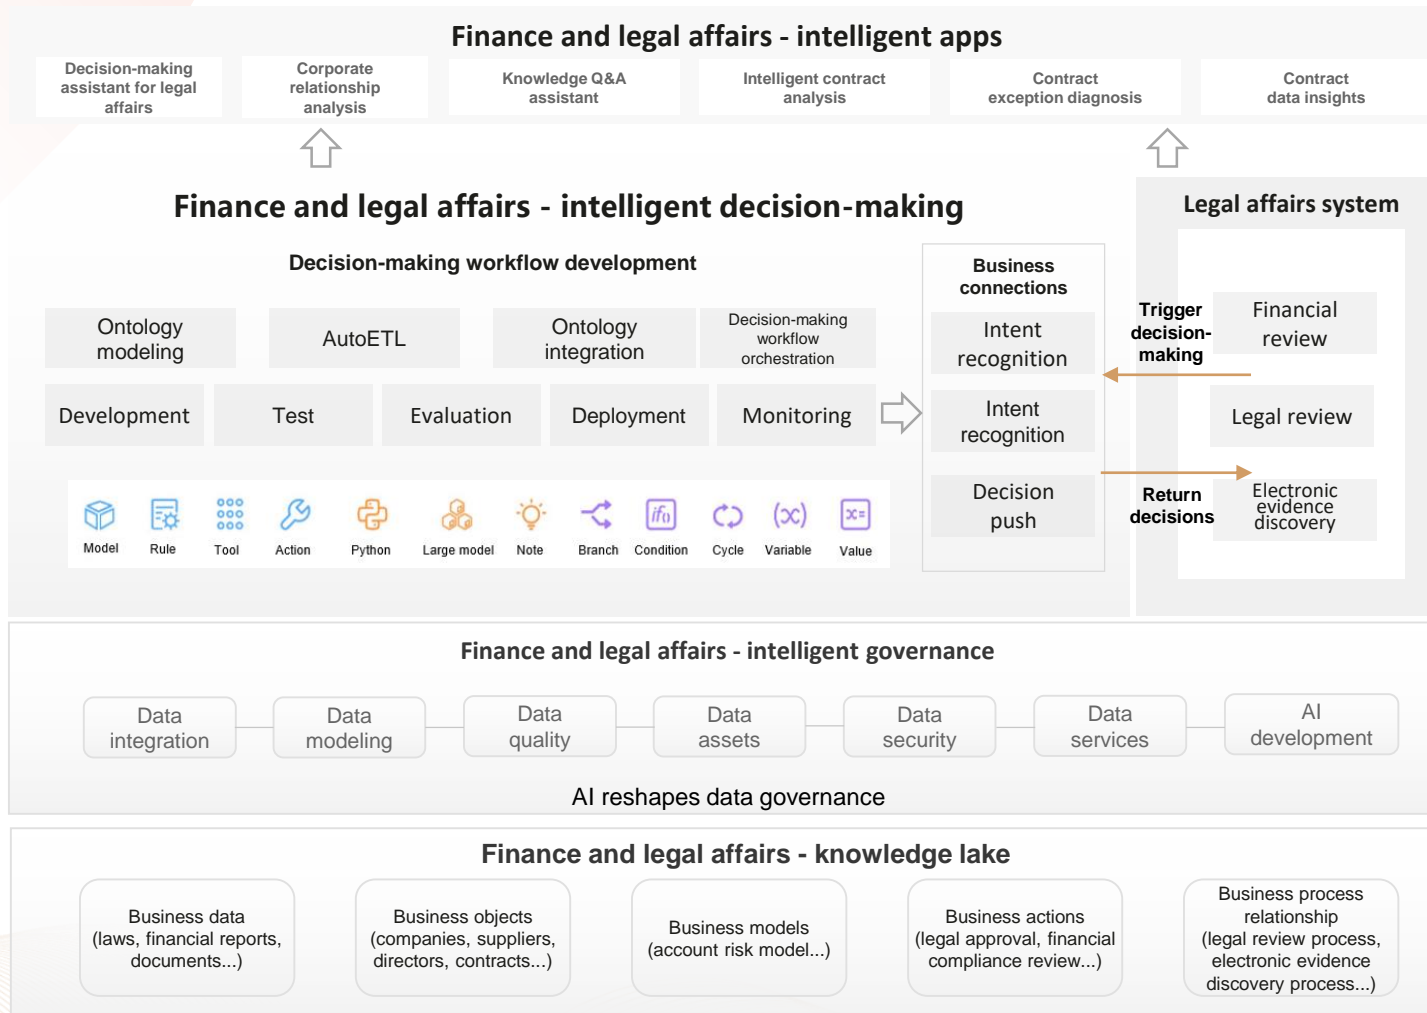 Finance and legal affairs - intelligent apps
Decision-making
assistant for legal
affairs
Corporate
relationship
analysis
Knowledge Q&A
assistant
Intelligent contract
analysis
Contract
exception diagnosis
Contract
data insights
Finance and legal affairs - intelligent decision-making
Decision-making workflow development
Ontology
modeling
AutoETL
Ontology
integration
Decision-making
workflow
orchestration
Development
Test
Evaluation
Deployment
Monitoring
Model
Rule
Tool
Action
Python
Large model
Note
Branch
if()
Condition
Cycle
(x)
Variable
x=
Value
Business
connections
Intent
recognition
Intent
recognition
Decision
push
Trigger
decision-
making
Return
decisions
Legal affairs system
Financial
review
Legal review
Electronic
evidence
discovery
Finance and legal affairs - intelligent governance
Data
integration
Data
modeling
Data
quality
Data
assets
Data
security
Data
services
AI
development
AI reshapes data governance
Finance and legal affairs - knowledge lake
Business data
(laws, financial reports,
documents...)
Business objects
(companies, suppliers,
directors, contracts...)
Business models
(account risk model...)
Business actions
(legal approval, financial
compliance review...)
Business process
relationship
(legal review process,
electronic evidence
discovery process...)